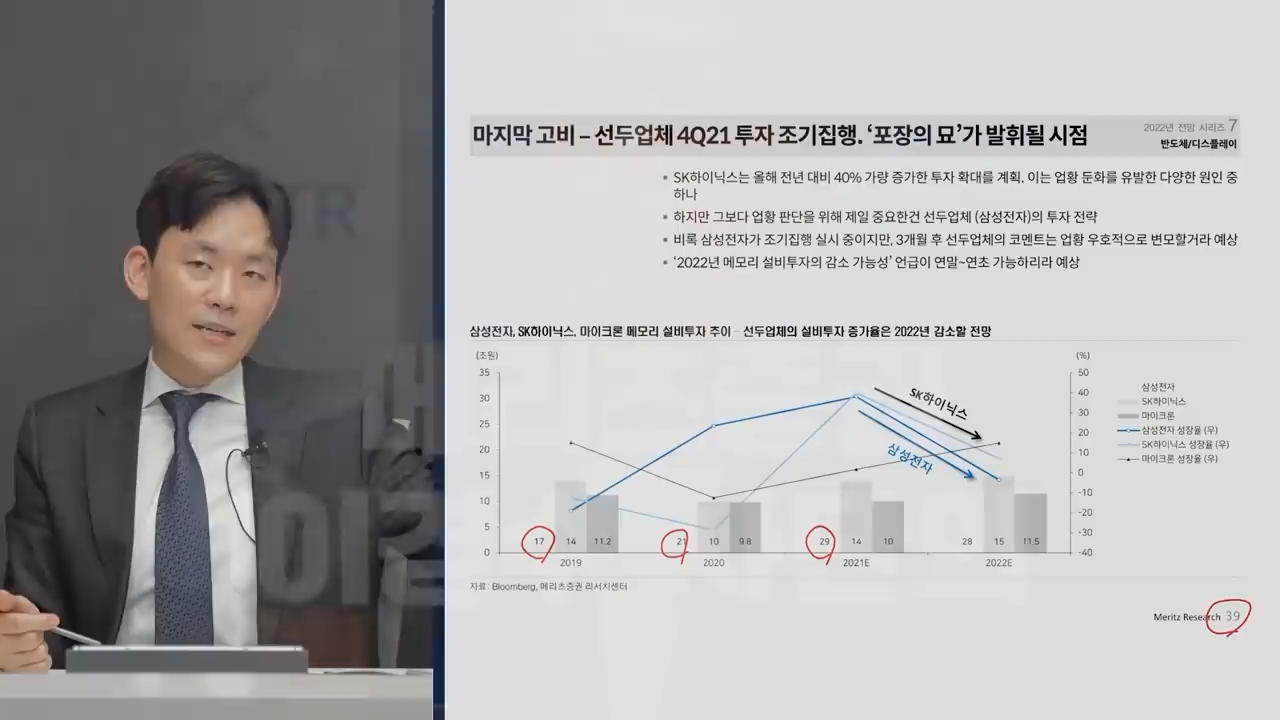 마지막 고비 – 선두업체 4Q21 투자 조기집행. ‘포장의 묘’가 발휘될 시점
2022년 전망 시리즈 7
반도체/디스플레이
▪ SK하이닉스는 올해 전년 대비 40% 가량 증가한 투자 확대를 계획. 이는 업황 둔화를 유발한 다양한 원인 중
하나
▪ 하지만 그보다 업황 판단을 위해 제일 중요한건 선두업체 (삼성전자)의 투자 전략
▪ 비록 삼성전자가 조기집행 실시 중이지만, 3개월 후 선두업체의 코멘트는 업황 우호적으로 변모할거라 예상
▪ ‘2022년 메모리 설비투자의 감소 가능성’ 언급이 연말~연초 가능하리라 예상
삼성전자, SK하이닉스, 마이크론 메모리 설비투자 추이 – 선두업체의 설비투자 증가율은 2022년 감소할 전망
(조원)
(%)
35
30
25
20
15
10
5
0
50
40
30
20
10
0
-10
-20
-30
-40
SK하이닉스
삼성전자
17 14 11.2
21 10 9.8
29 14 10
28 15 11.5
2019 2020 2021E 2022E
삼성전자
SK하이닉스
마이크론
삼성전자 성장율 (우)
SK하이닉스 성장율 (우)
마이크론 성장율 (우)
자료: Bloomberg, 메리츠증권 리서치센터
Meritz Research 39